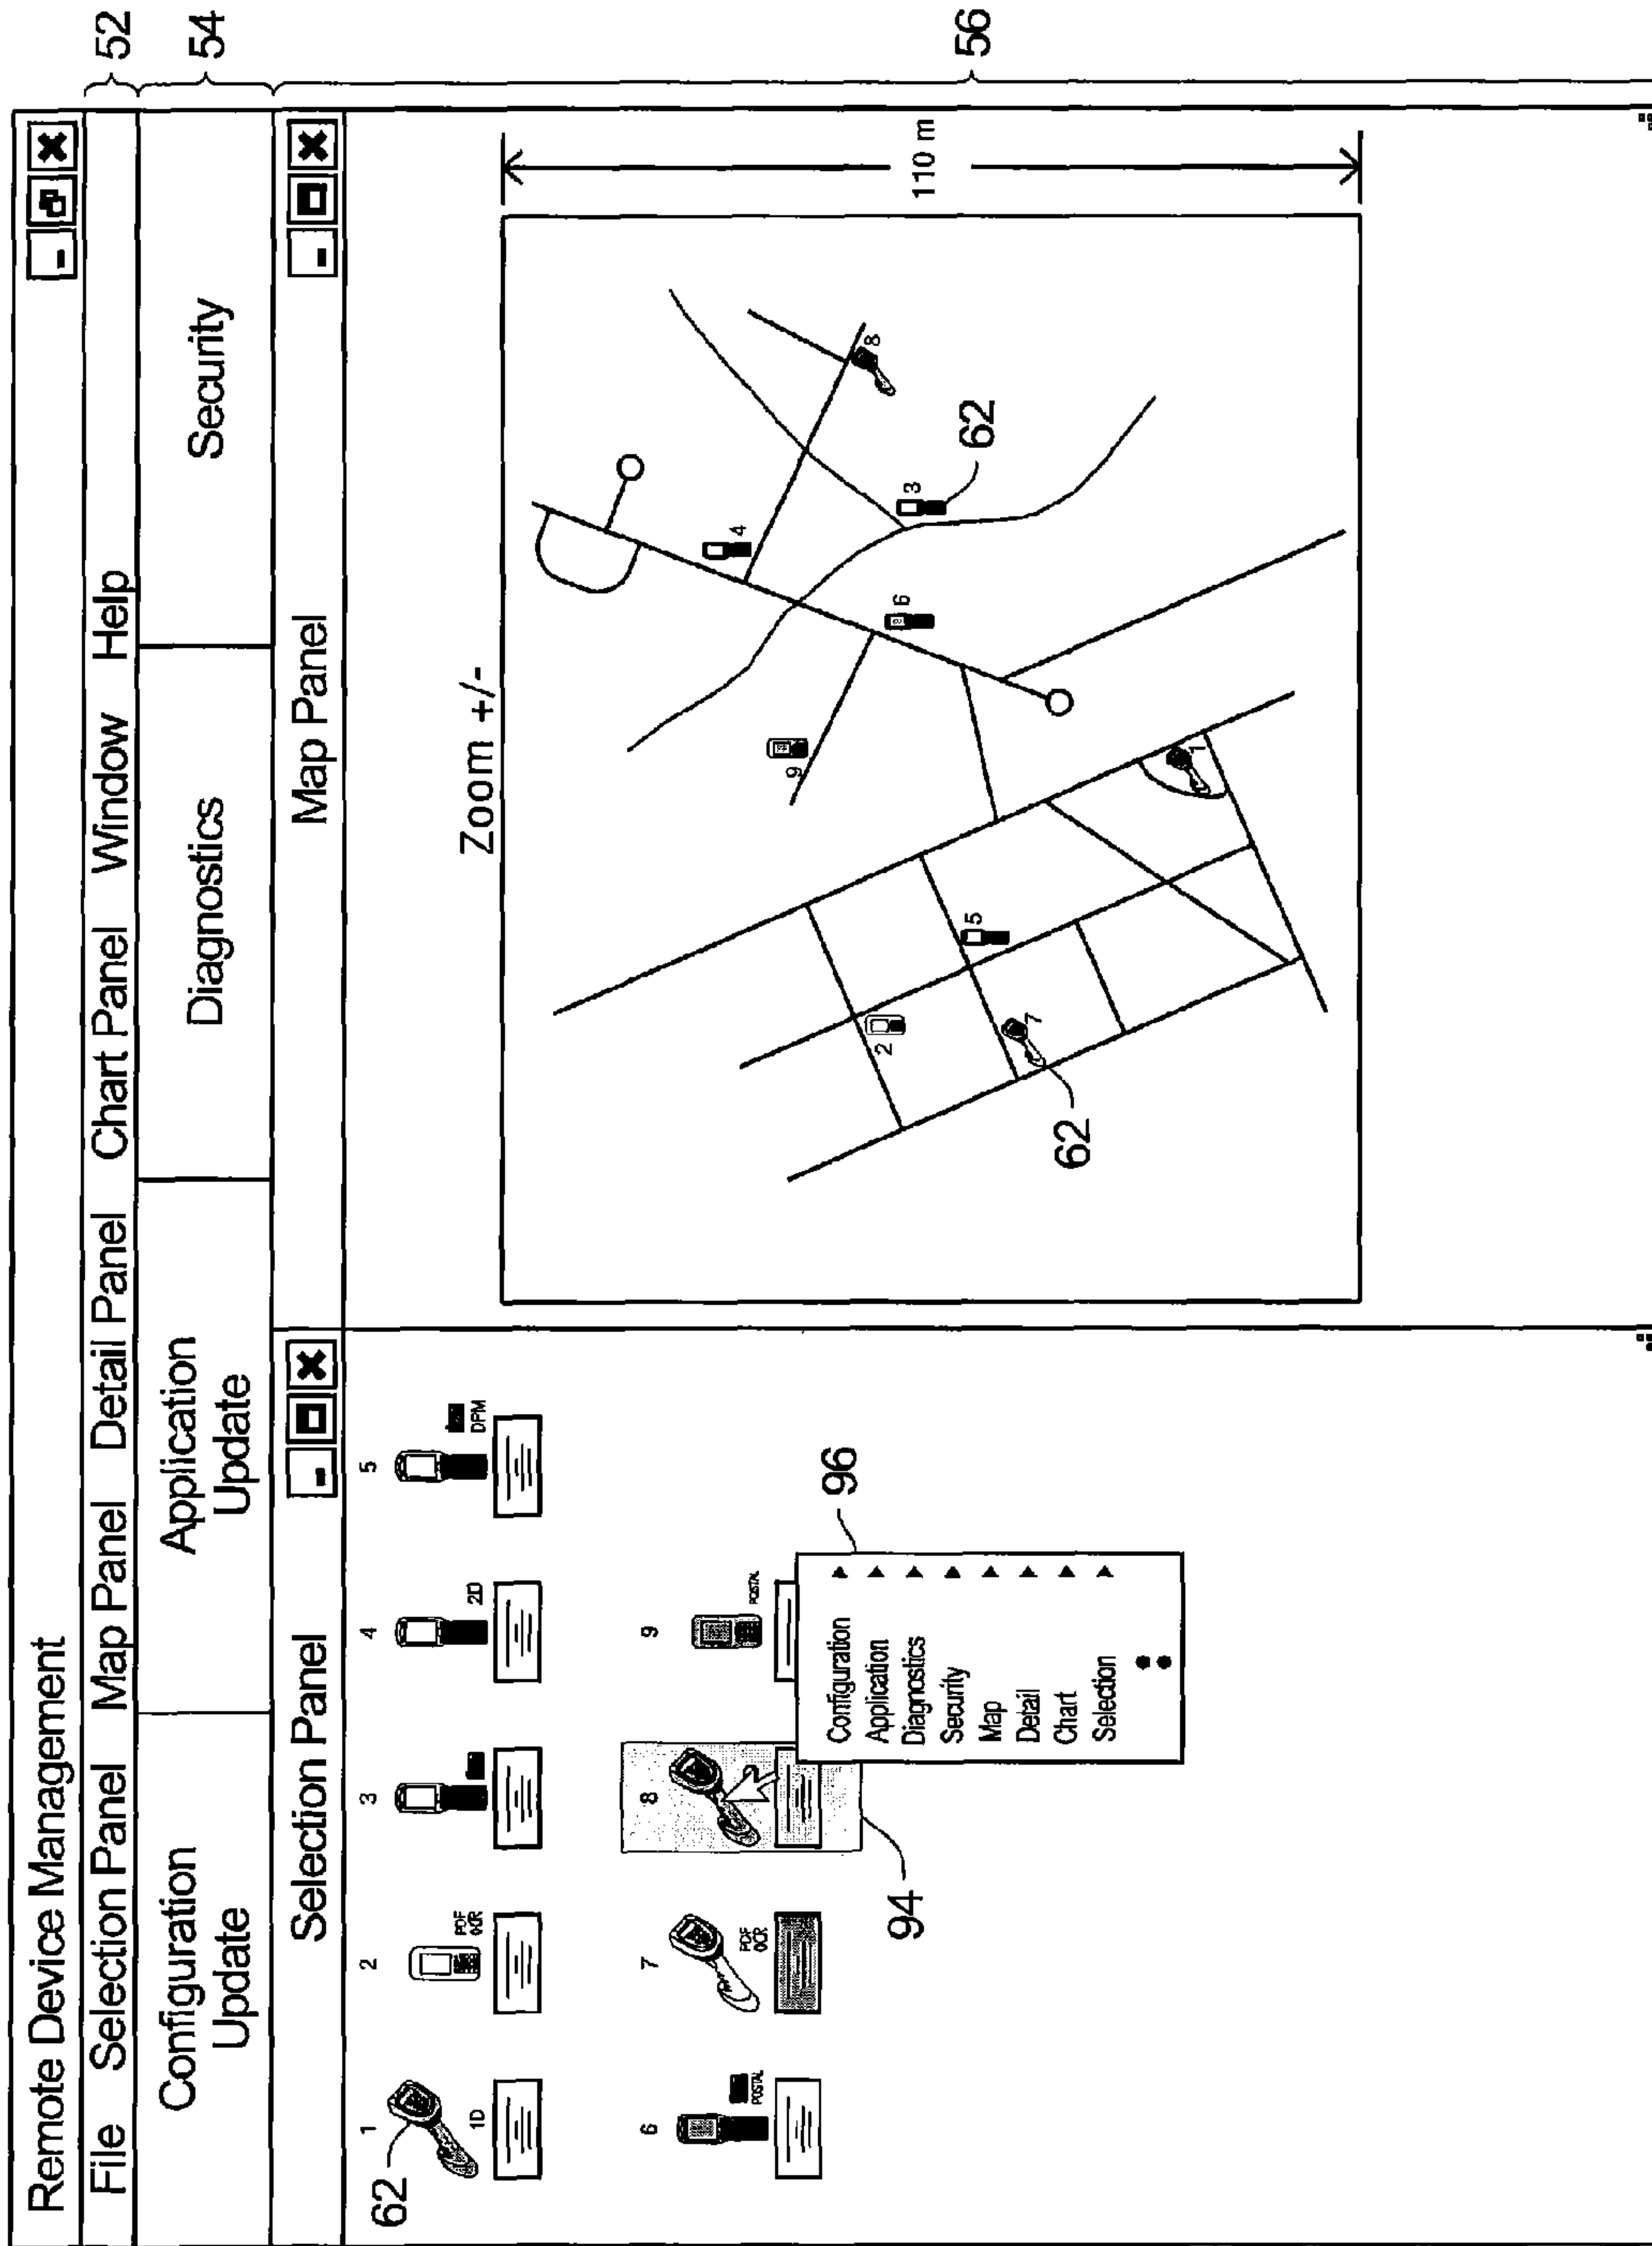 Remote Device Management
File Selection Panel Map Panel Detail Panel Chart Panel Window Help
52
Configuration
Update
Application
Update
Diagnostics
Security
54
Selection Panel
Map Panel
56
1
2
3
4
5
62
1D
PDF
OCR
2D
DPM
6
7
8
9
POSTAL
PDF
OCR
POSTAL
94
96
Configuration
Application
Diagnostics
Security
Map
Detail
Chart
Selection
Zoom +/-
110 m
4
8
9
3
62
6
2
5
7
62
1